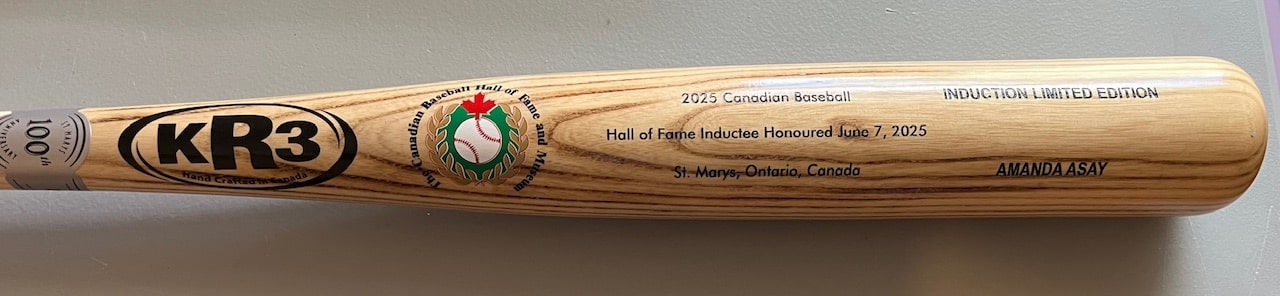 100th
ANNIVERSARY
KR3
Hand Crafted in Canada
The Canadian Baseball Hall of Fame and Museum
2025 Canadian Baseball
Hall of Fame Inductee Honoured June 7, 2025
St. Marys, Ontario, Canada
INDUCTION LIMITED EDITION
AMANDA ASAY